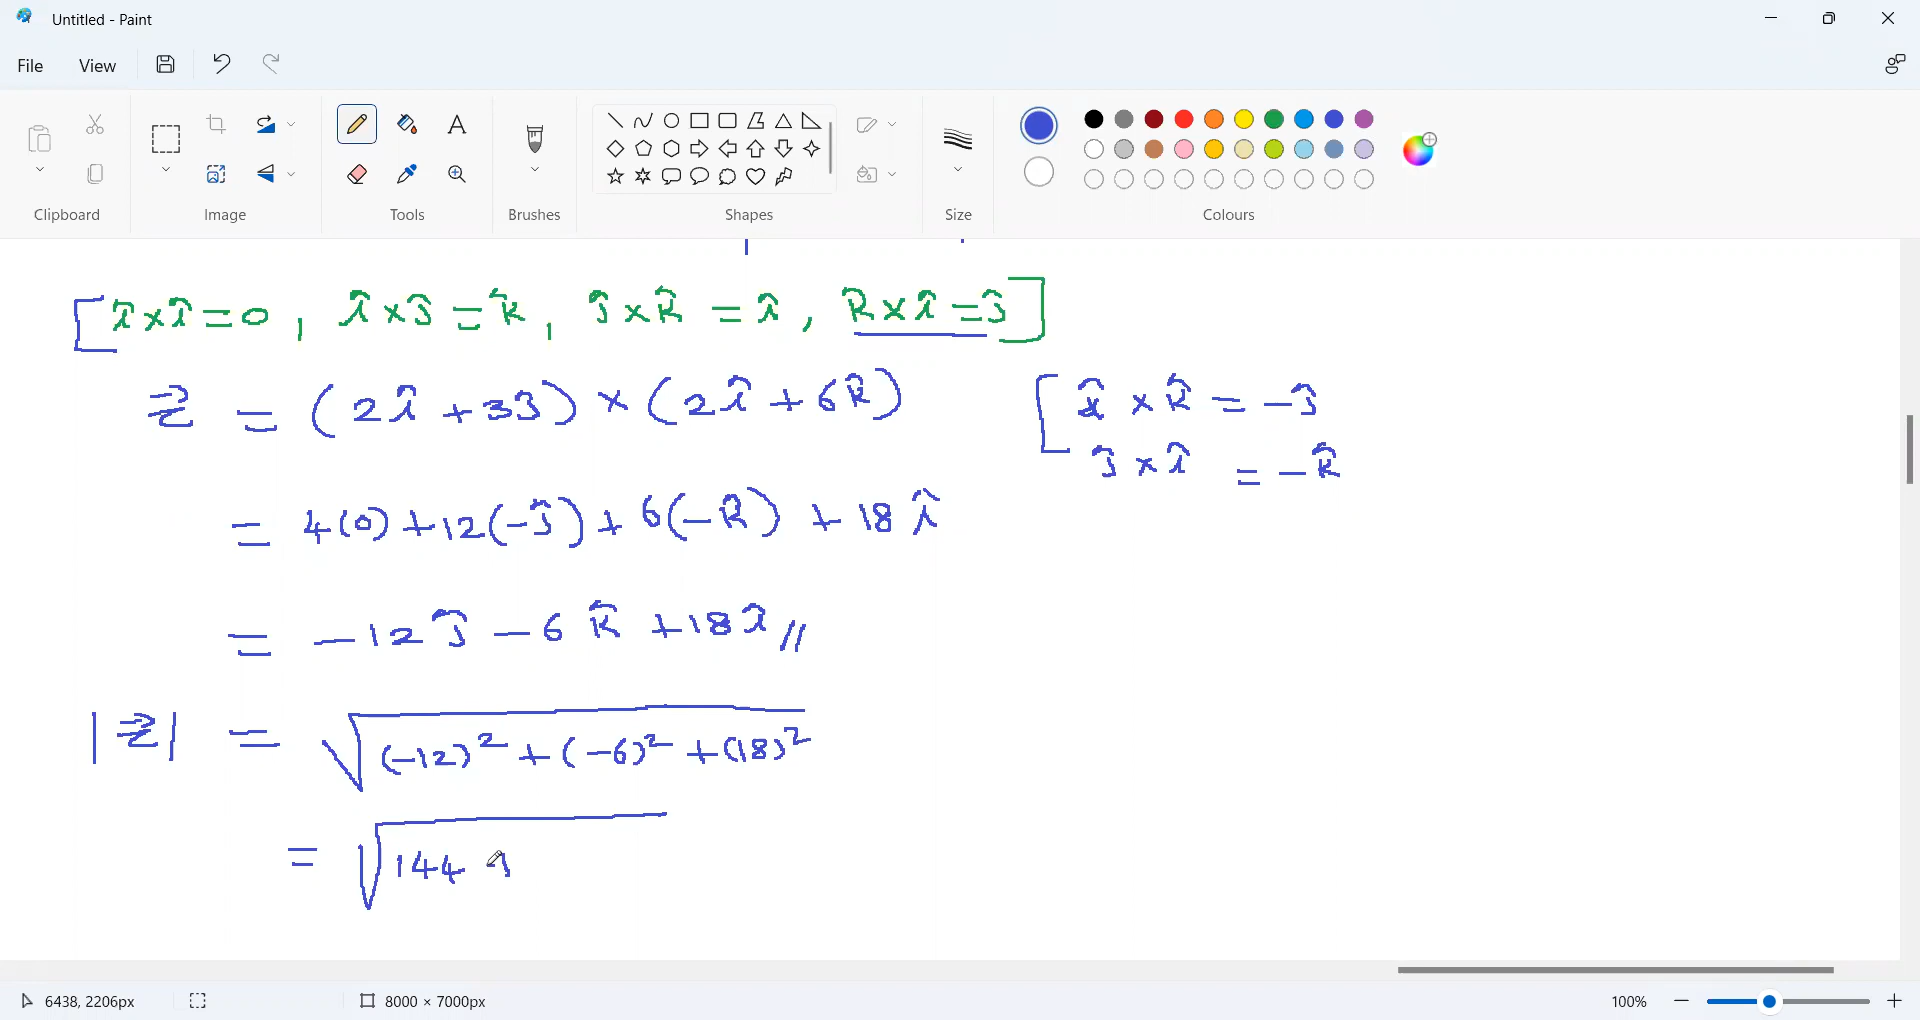 Untitled - Paint
File View
Clipboard Image Tools Brushes Shapes Size Colours
[î×î=0, î×ĵ=k̂, ĵ×k̂=î, k̂×î=ĵ]
z⃗ = (2î+3ĵ)×(2î+6k̂) [î×k̂=-ĵ
ĵ×î = -k̂
= 4(0)+12(-ĵ)+6(-k̂)+18î
= -12ĵ-6k̂+18î//
|z⃗| = √(-12)²+(-6)²+(18)²
= √144
6438, 2206px 8000 × 7000px 100%